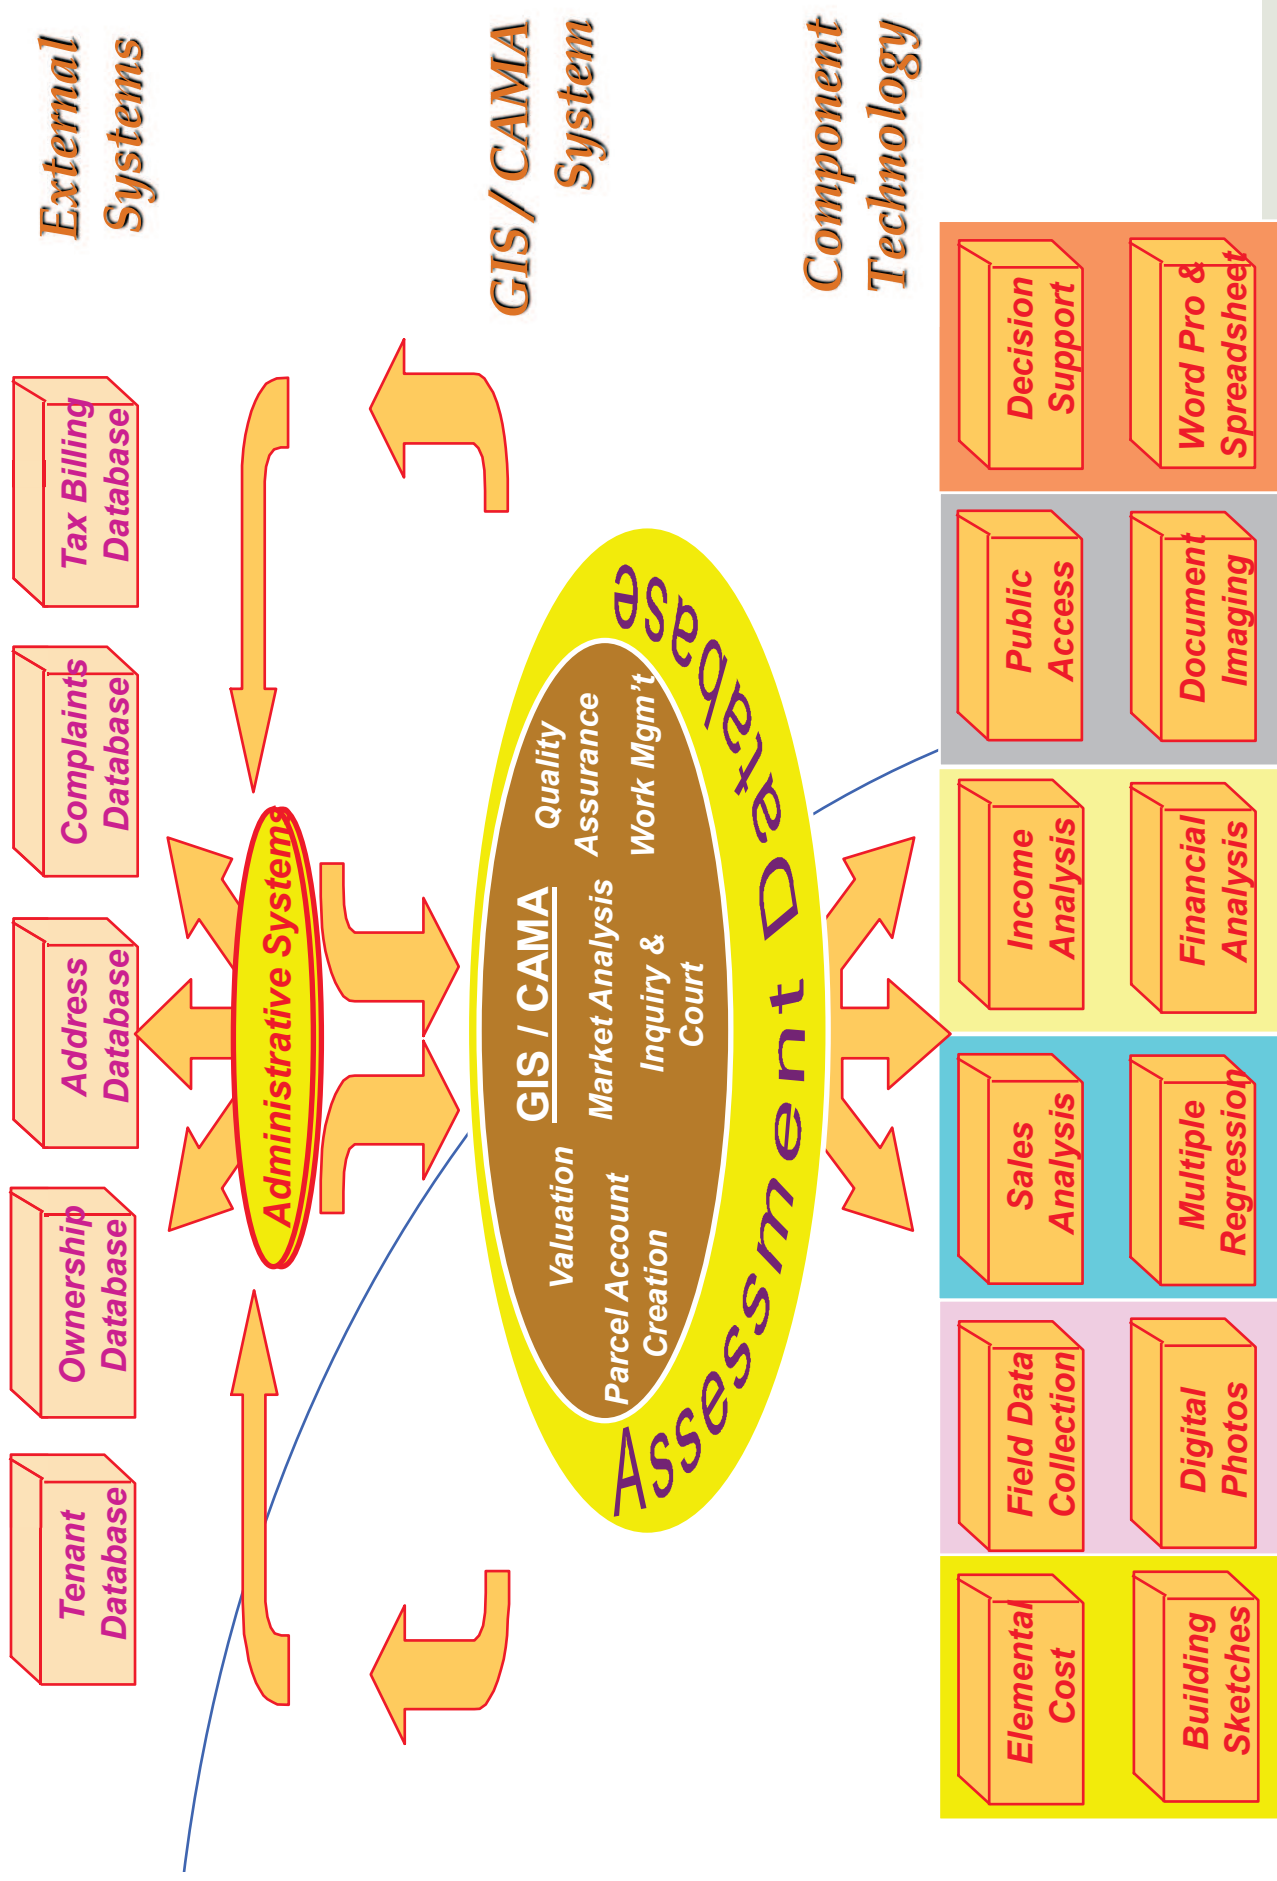 Tenant
Database
Ownership
Database
Address
Database
Complaints
Database
Tax Billing
Database
External
Systems
Administrative Systems
GIS / CAMA
System
GIS / CAMA
Valuation
Parcel Account
Creation
Market Analysis
Inquiry &
Court
Quality
Assurance
Work Mgm't
Assessment Database
Component
Technology
Elemental
Cost
Field Data
Collection
Sales
Analysis
Income
Analysis
Public
Access
Decision
Support
Building
Sketches
Digital
Photos
Multiple
Regression
Financial
Analysis
Document
Imaging
Word Pro &
Spreadsheet